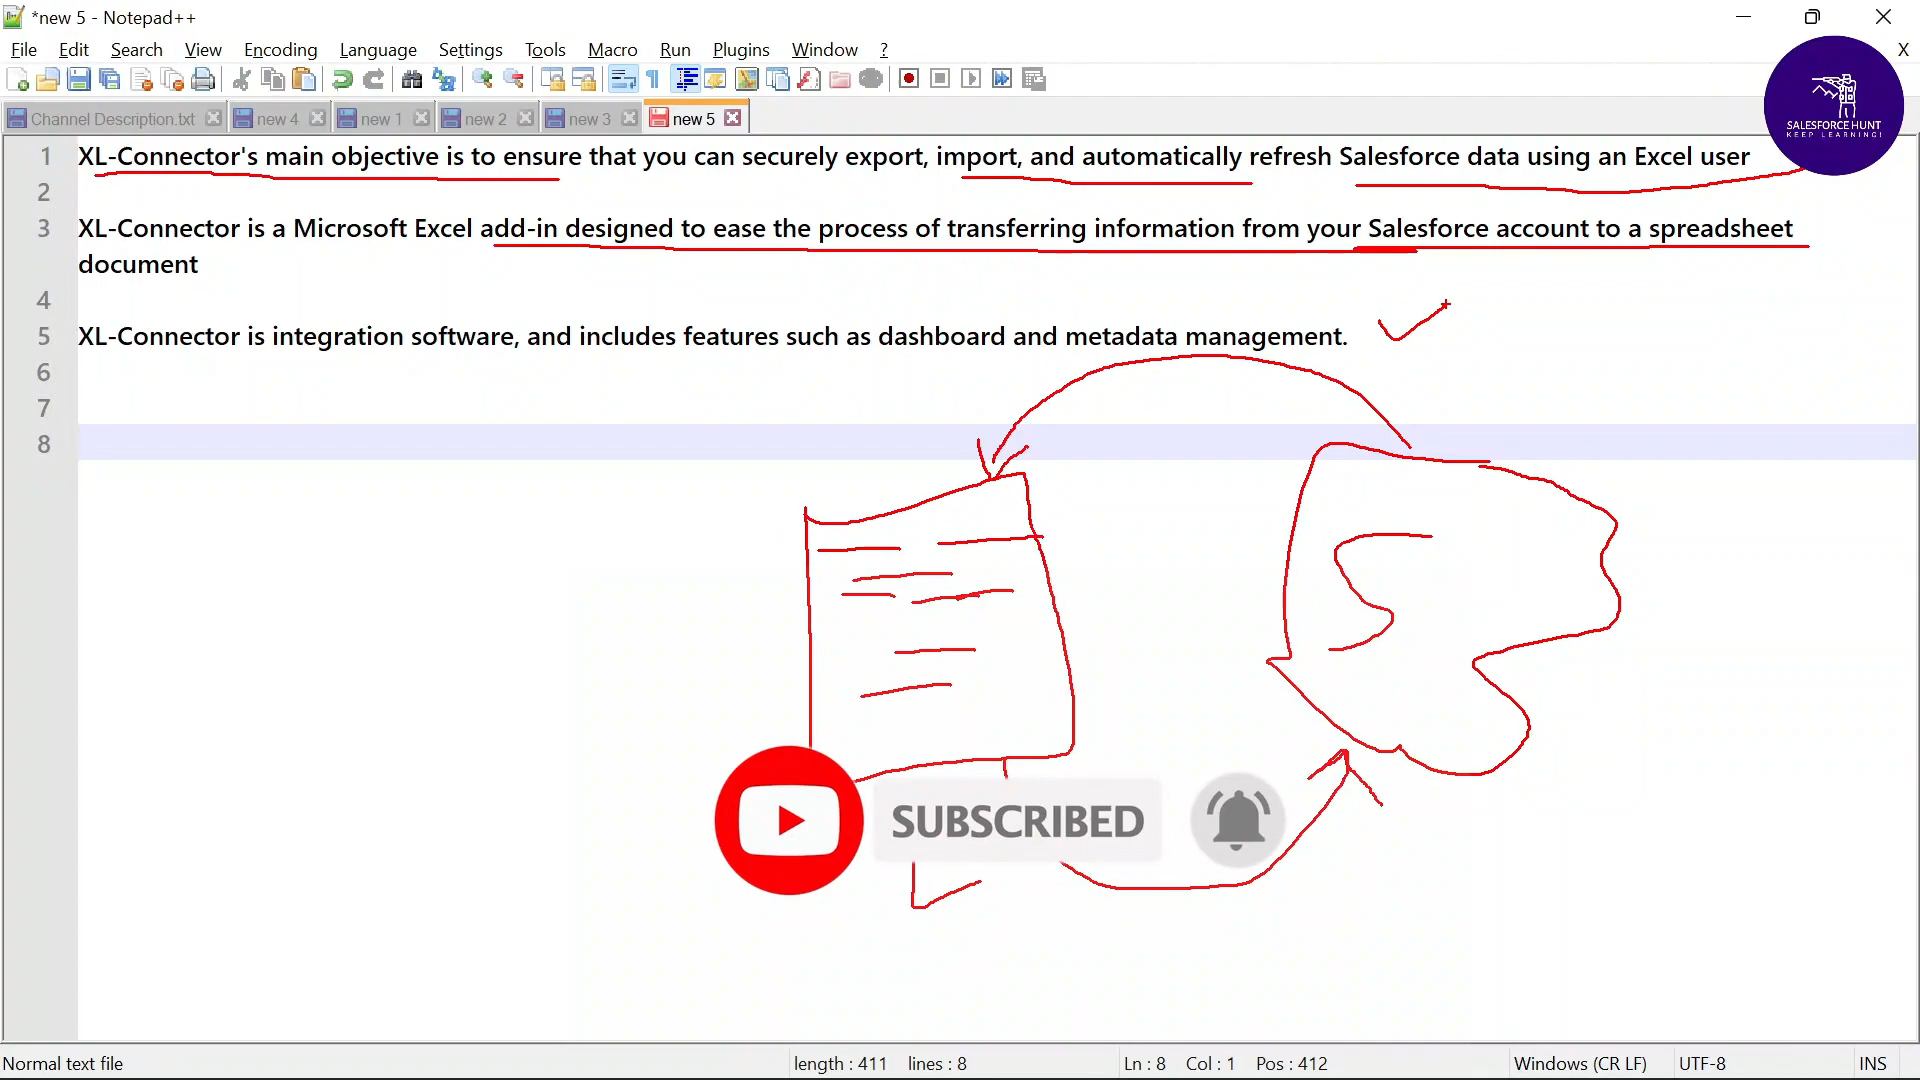 *new 5 - Notepad++
File Edit Search View Encoding Language Settings Tools Macro Run Plugins Window ?
X
Channel Description.txt new 4 new 1 new 2 new 3 new 5
SALESFORCE HUNT
KEEP LEARNING!
1 XL-Connector's main objective is to ensure that you can securely export, import, and automatically refresh Salesforce data using an Excel user
2
3 XL-Connector is a Microsoft Excel add-in designed to ease the process of transferring information from your Salesforce account to a spreadsheet
document
4
5 XL-Connector is integration software, and includes features such as dashboard and metadata management.
6
7
8
S
SUBSCRIBED
Normal text file length : 411 lines : 8 Ln : 8 Col : 1 Pos : 412 Windows (CR LF) UTF-8 INS